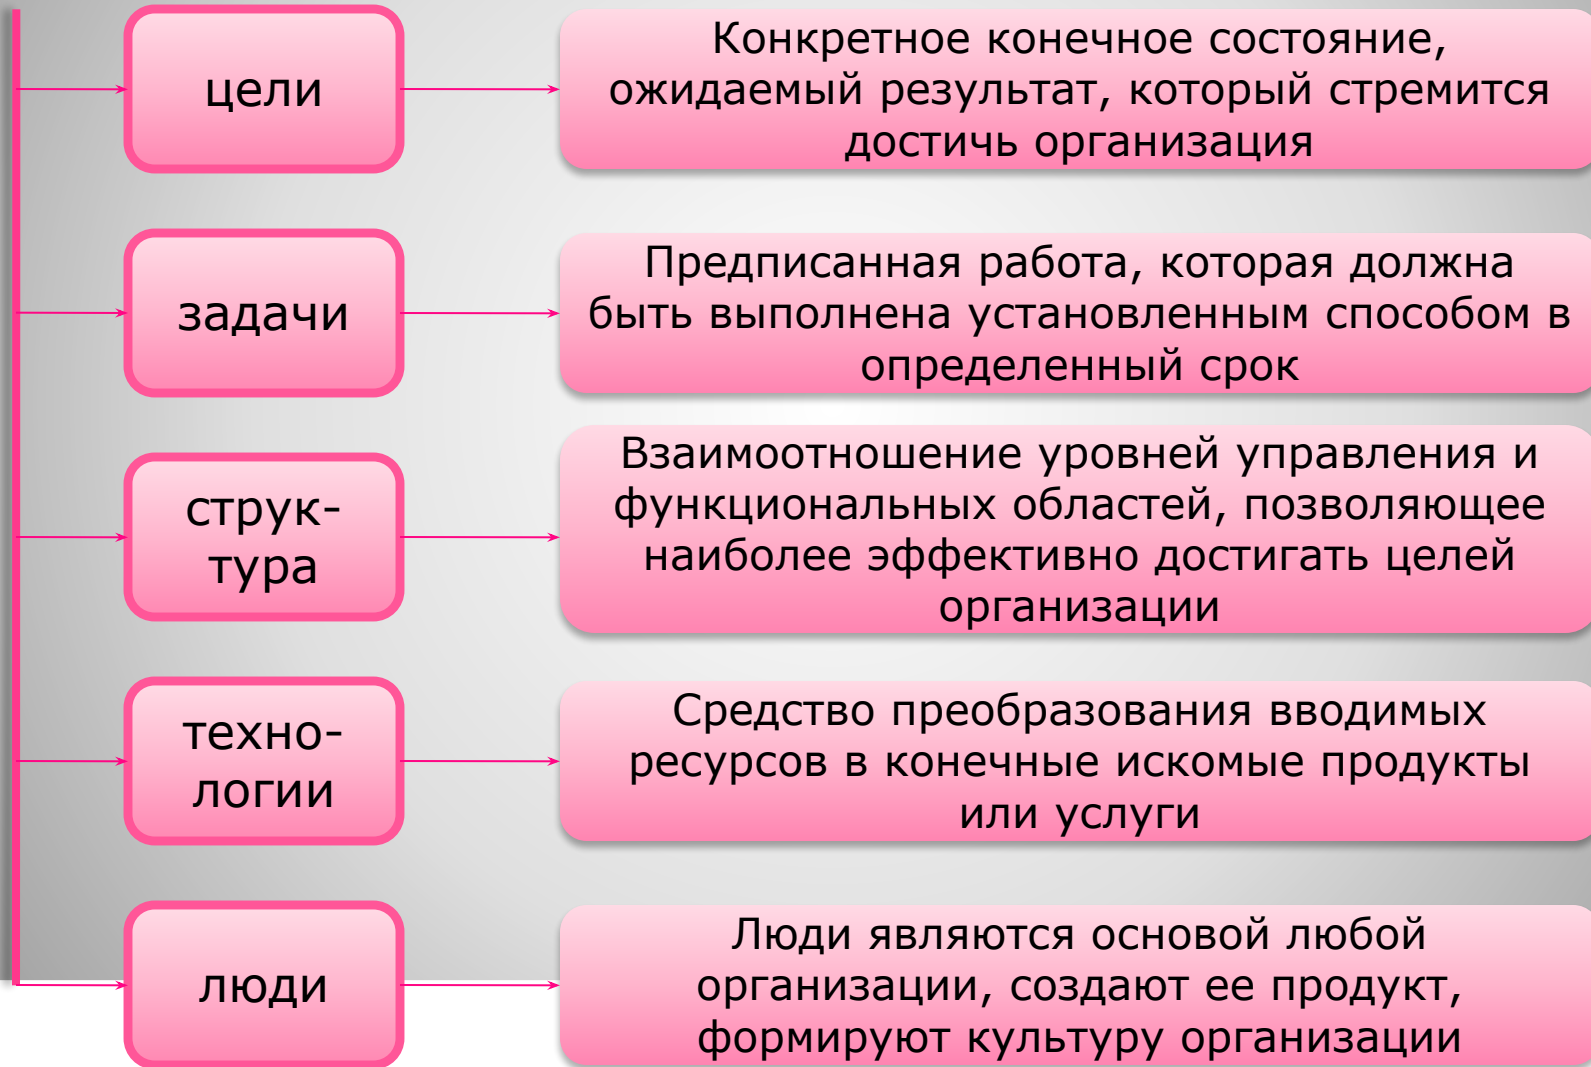 цели
Конкретное конечное состояние,
ожидаемый результат, который стремится
достичь организация
задачи
Предписанная работа, которая должна
быть выполнена установленным способом в
определенный срок
струк-
тура
Взаимоотношение уровней управления и
функциональных областей, позволяющее
наиболее эффективно достигать целей
организации
техно-
логии
Средство преобразования вводимых
ресурсов в конечные искомые продукты
или услуги
люди
Люди являются основой любой
организации, создают ее продукт,
формируют культуру организации